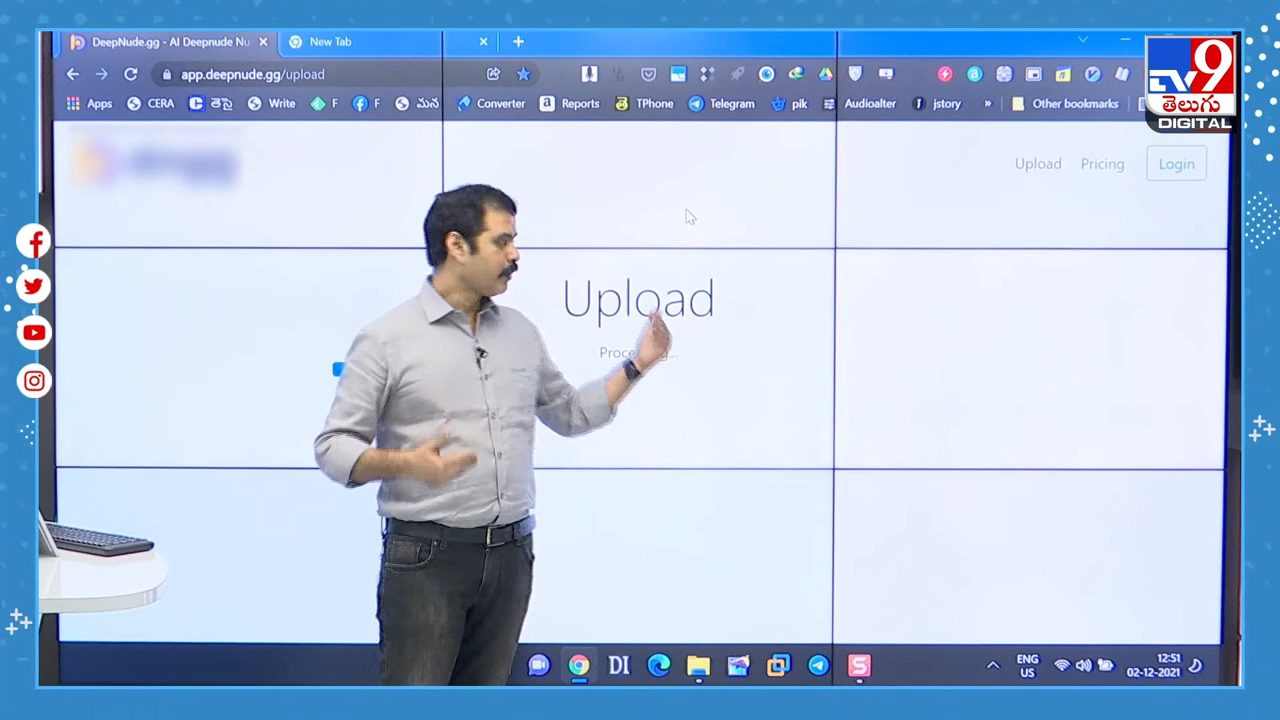 DeepNude.gg - AI Deepnude Nu
New Tab
app.deepnude.gg/upload
Apps CERA తెలై Write F F మన Converter Reports TPhone Telegram pik Audioalter jstory » Other bookmarks
TV9
తెలుగు
DIGITAL
Upload Pricing Login
Upload
DI
ENG
US
12:51
02-12-2021